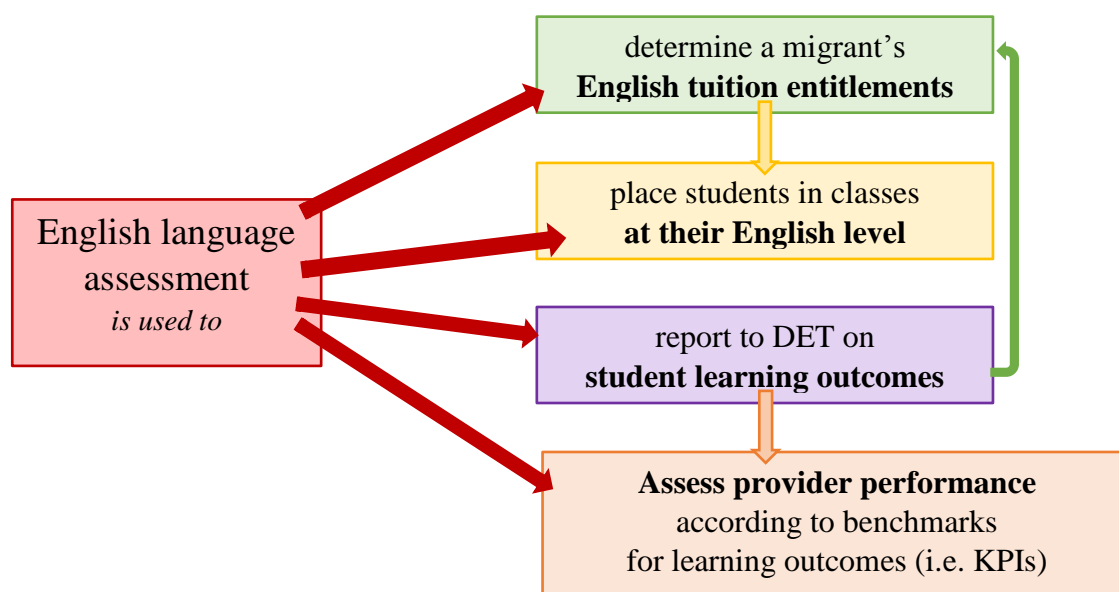 English language
assessment
is used to
determine a migrant’s
English tuition entitlements
place students in classes
at their English level
report to DET on
student learning outcomes
Assess provider performance
according to benchmarks
for learning outcomes (i.e. KPIs)